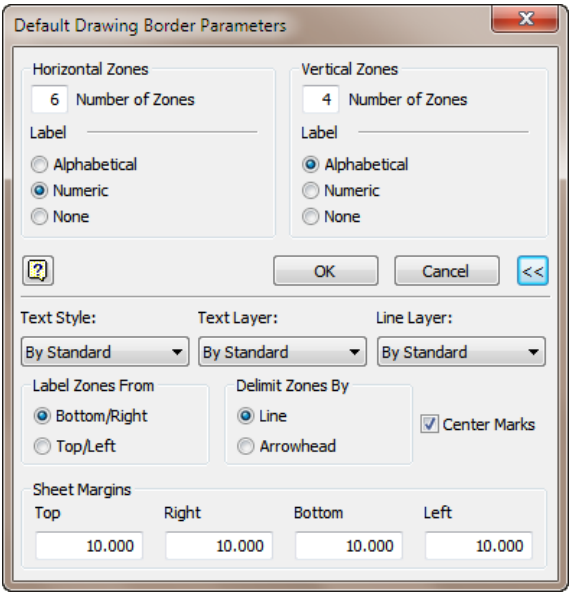 Default Drawing Border Parameters
Horizontal Zones
Vertical Zones
6 Number of Zones
4 Number of Zones
Label
Label
Alphabetical
Alphabetical
Numeric
Numeric
None
None
?
OK
Cancel
<<
Text Style:
Text Layer:
Line Layer:
By Standard
By Standard
By Standard
Label Zones From
Delimit Zones By
Bottom/Right
Line
Center Marks
Top/Left
Arrowhead
Sheet Margins
Top
Right
Bottom
Left
10.000
10.000
10.000
10.000